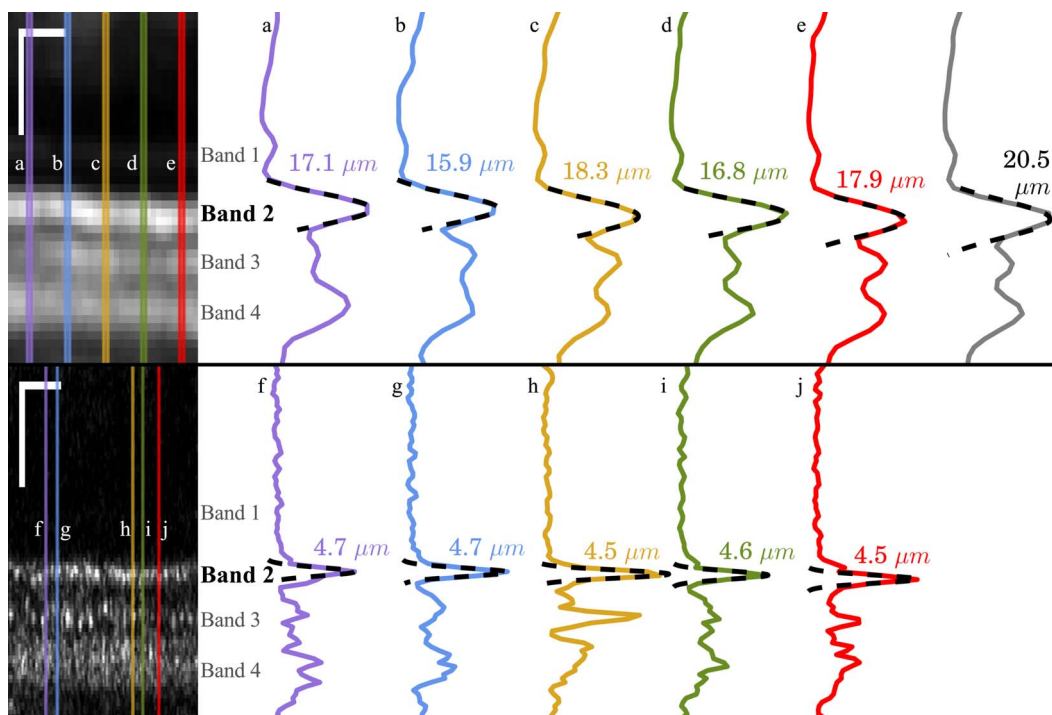 a b c d e
a b c d e
Band 1
Band 2
Band 3
Band 4
17.1 μm
15.9 μm
18.3 μm
16.8 μm
17.9 μm
20.5
μm
f g h i j
f g h i j
Band 1
Band 2
Band 3
Band 4
4.7 μm
4.7 μm
4.5 μm
4.6 μm
4.5 μm